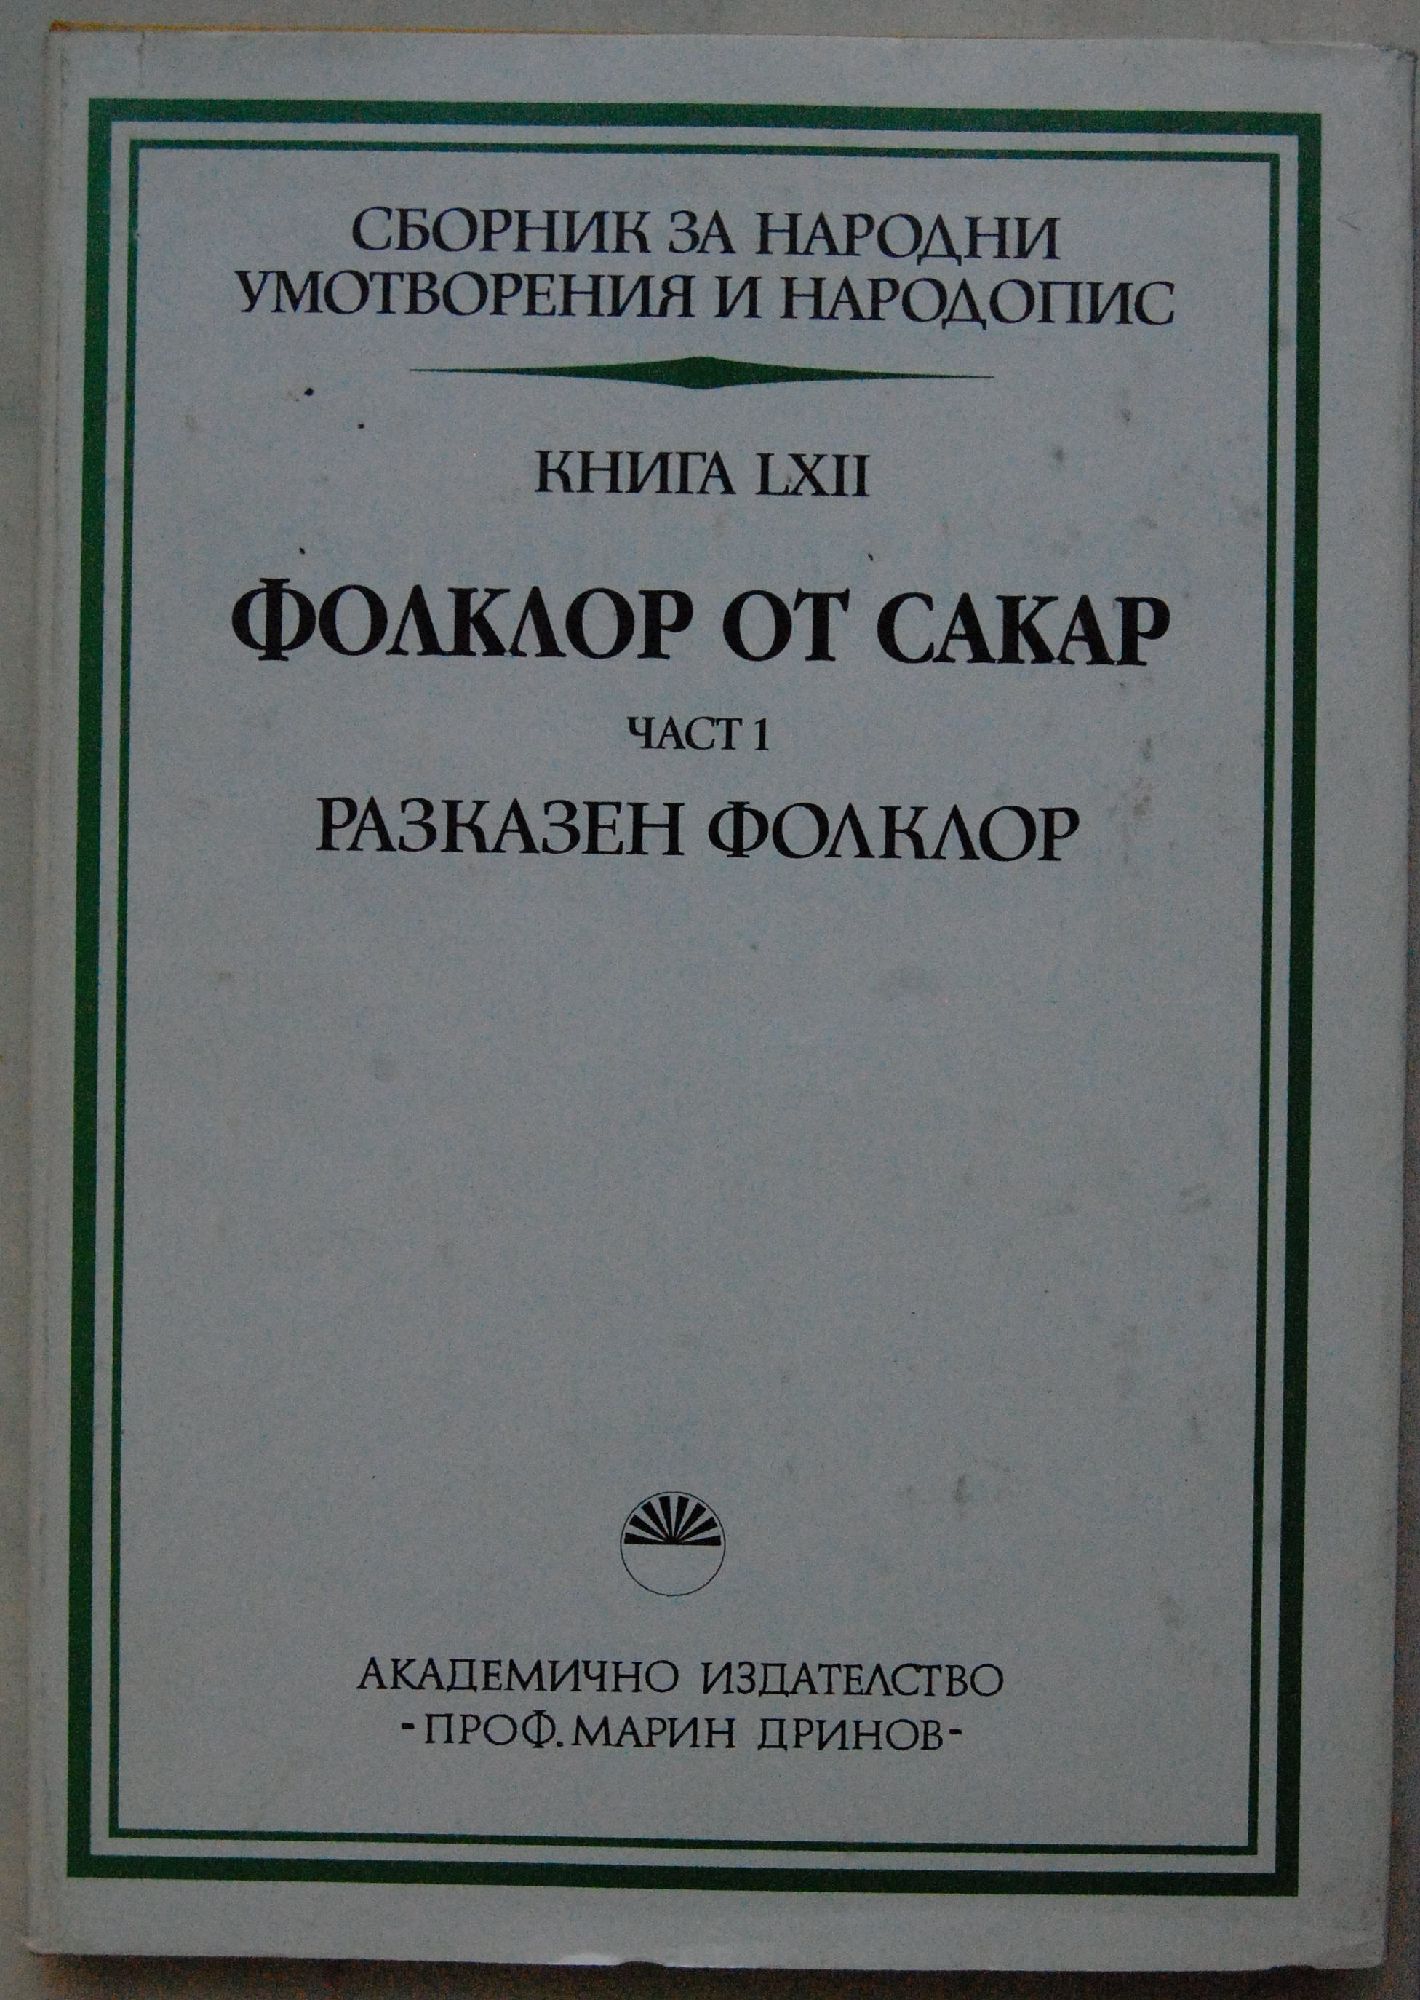 СБОРНИК ЗА НАРОДНИ
УМОТВОРЕНИЯ И НАРОДОПИС
КНИГА LXII
ФОЛКЛОР ОТ САКАР
ЧАСТ 1
РАЗКАЗЕН ФОЛКЛОР
АКАДЕМИЧНО ИЗДАТЕЛСТВО
-ПРОФ. МАРИН ДРИНОВ-